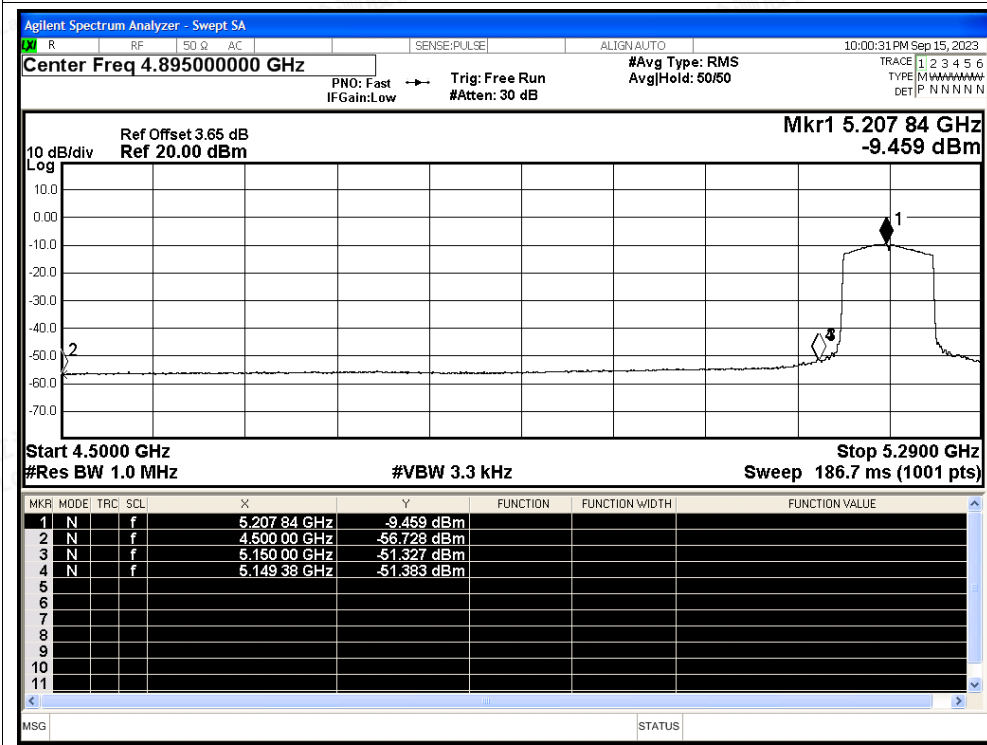 Agilent Spectrum Analyzer - Swept SA
LXI R RF 50 Ω AC SENSE:PULSE ALIGN AUTO 10:00:31 PM Sep 15, 2023
Center Freq 4.895000000 GHz
PNO: Fast
IFGain:Low
Trig: Free Run
#Atten: 30 dB
#Avg Type: RMS
Avg|Hold: 50/50
TRACE 1 2 3 4 5 6
TYPE M
DET P N N N N N
Mkr1 5.207 84 GHz
-9.459 dBm
Ref Offset 3.65 dB
10 dB/div Ref 20.00 dBm
Log
10.0
0.00
-10.0
-20.0
-30.0
-40.0
-50.0
-60.0
-70.0
1
2
Start 4.5000 GHz Stop 5.2900 GHz
#Res BW 1.0 MHz #VBW 3.3 kHz Sweep 186.7 ms (1001 pts)
MKR MODE TRC SCL X Y FUNCTION FUNCTION WIDTH FUNCTION VALUE
1 N f 5.207 84 GHz -9.459 dBm
2 N f 4.500 00 GHz -56.728 dBm
3 N f 5.150 00 GHz -51.327 dBm
4 N f 5.149 38 GHz -51.383 dBm
5
6
7
8
9
10
11
MSG STATUS